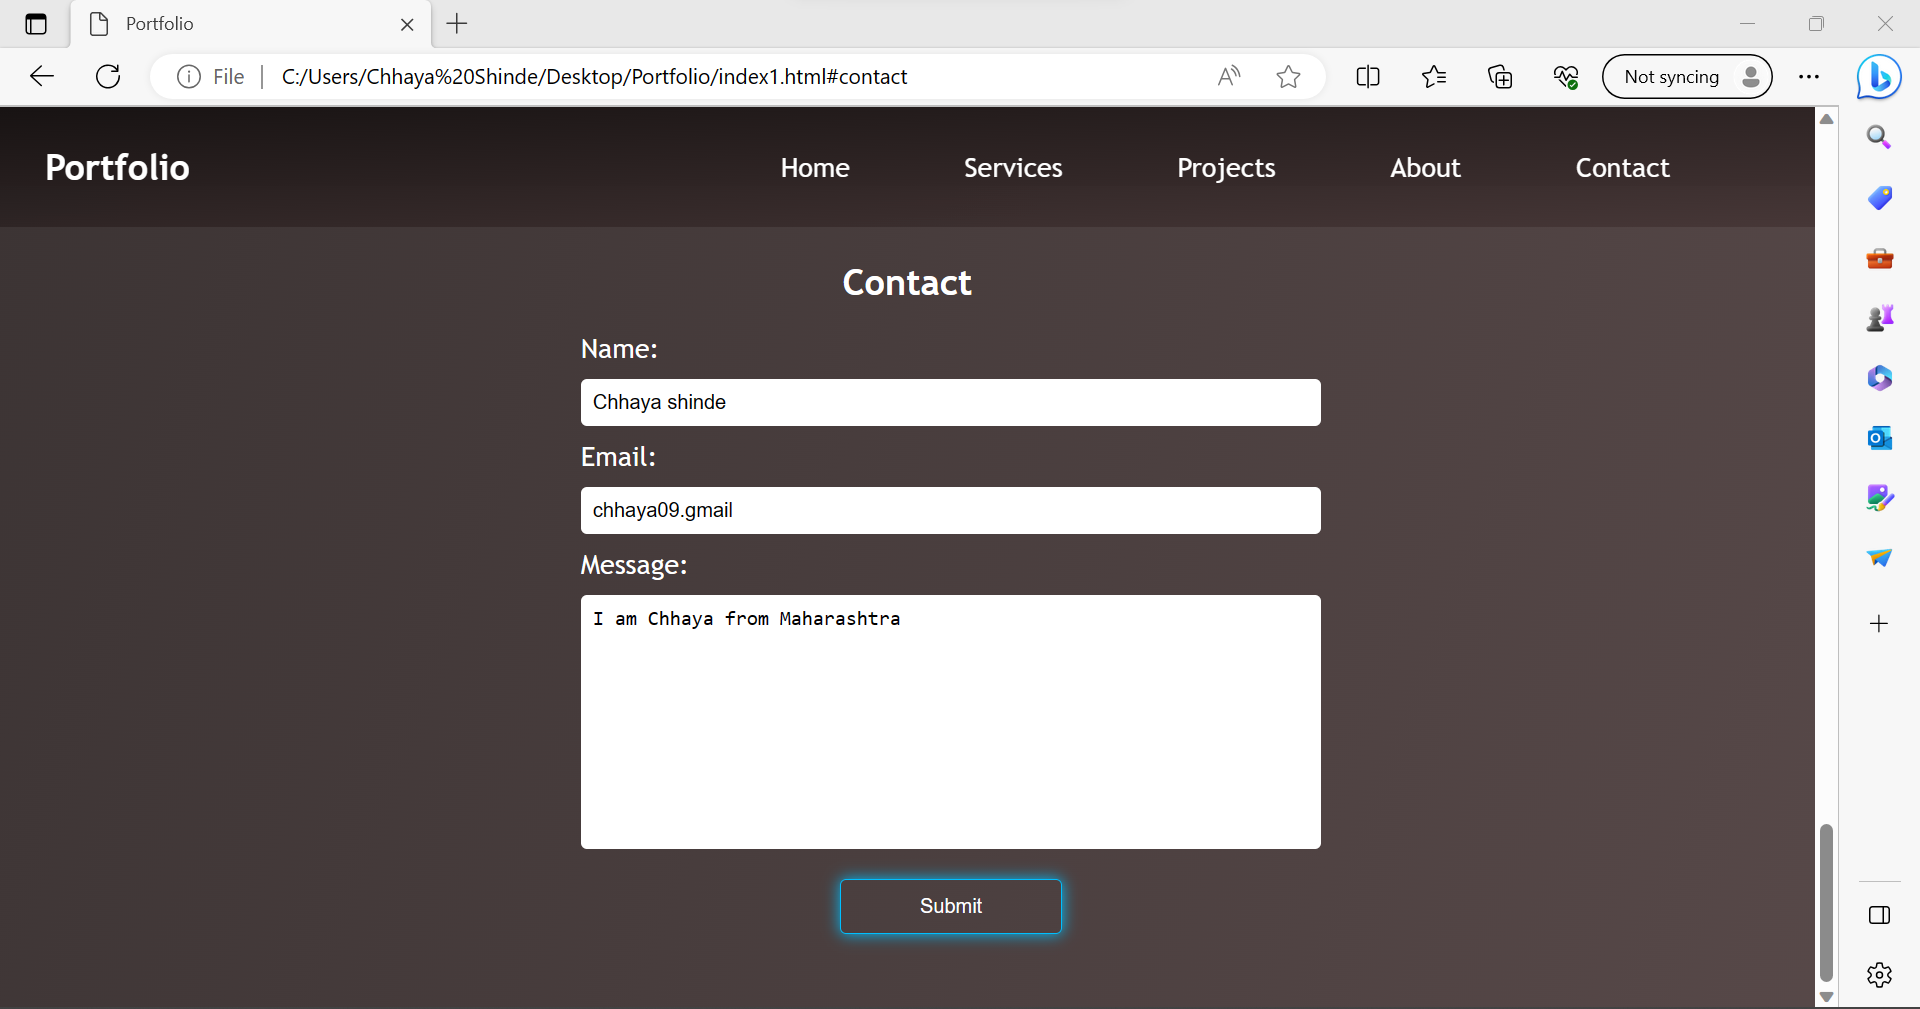 Portfolio
File C:/Users/Chhaya%20Shinde/Desktop/Portfolio/index1.html#contact Not syncing
Portfolio Home Services Projects About Contact
Contact
Name:
Chhaya shinde
Email:
chhaya09.gmail
Message:
I am Chhaya from Maharashtra
Submit